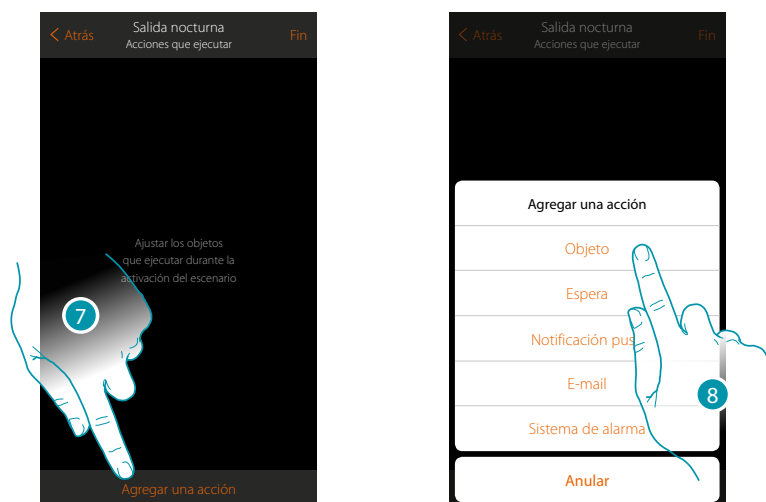 Atrás
Salida nocturna
Fin
Acciones que ejecutar
Ajustar los objetos
que ejecutar durante la
activación del escenario
7
Agregar una acción
Atrás
Salida nocturna
Fin
Acciones que ejecutar
Agregar una acción
Objeto
Espera
Notificación pus
E-mail
8
Sistema de alarma
Anular